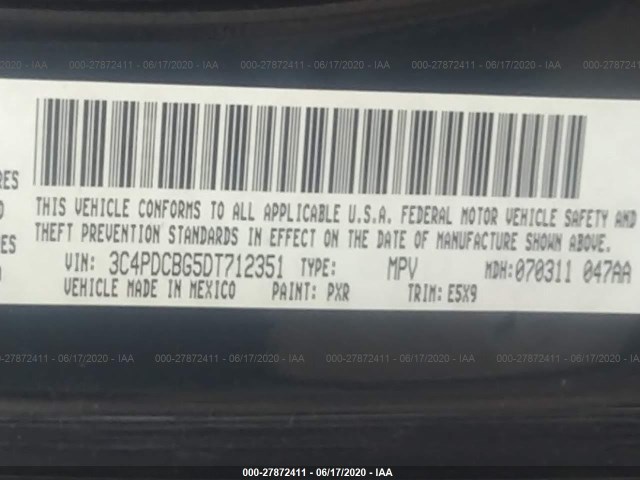 000-27872411 - 06/17/2020 - IAA 000-27872411 - 06/17/2020 - IAA 000-27872411 - 06/17/2020 - IAA
RES
THIS VEHICLE CONFORMS TO ALL APPLICABLE U.S.A. FEDERAL MOTOR VEHICLE SAFETY AND
THEFT PREVENTION STANDARDS IN EFFECT ON THE DATE OF MANUFACTURE SHOWN ABOVE.
ES
VIN: 3C4PDCBG5DT712351 TYPE: MPV MDH: 070311 047AA
VEHICLE MADE IN MEXICO PAINT: PXR TRIM: E5X9
000-27872411 - 06/17/2020 - IAA 000-27872411 - 06/17/2020 - IAA 000-27872411 - 06/17/2020 - IAA
000-27872411 - 06/17/2020 - IAA